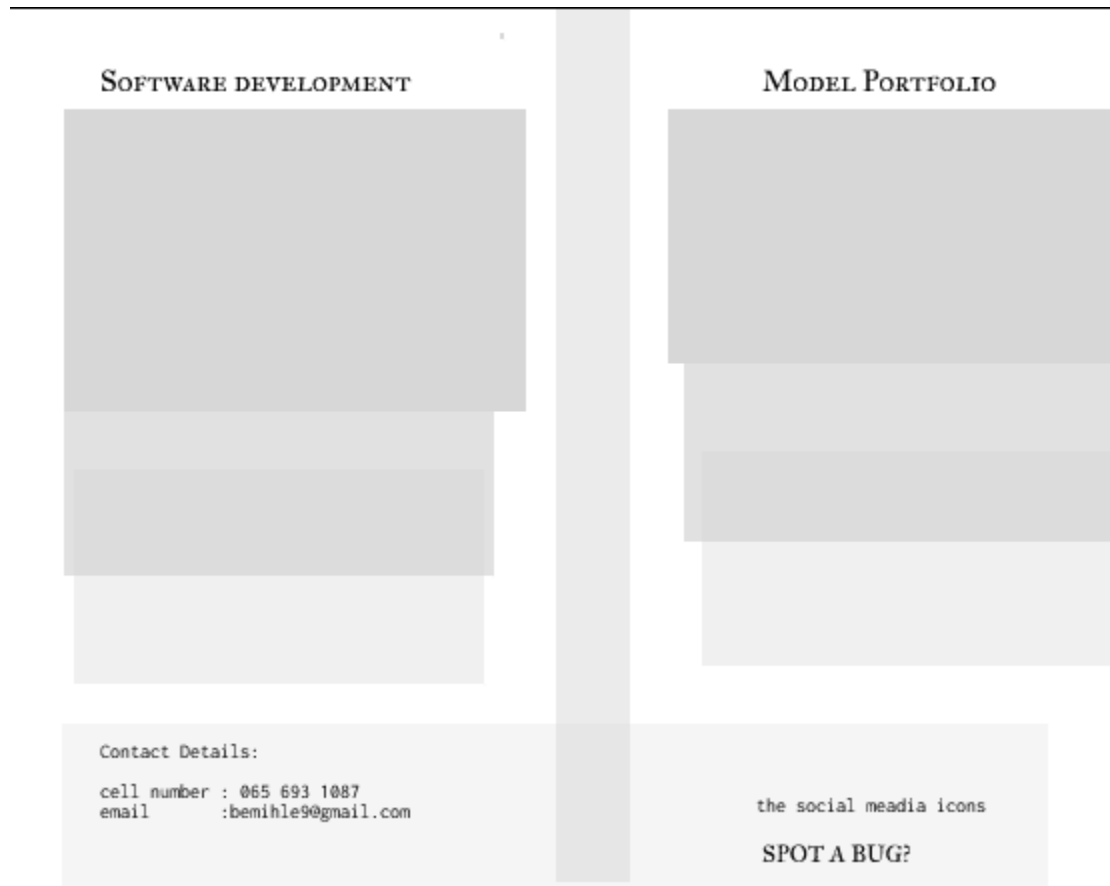 Software development
Model Portfolio
Contact Details:
cell number : 065 693 1087
email :bemihle9@gmail.com
the social meadia icons
SPOT A BUG?